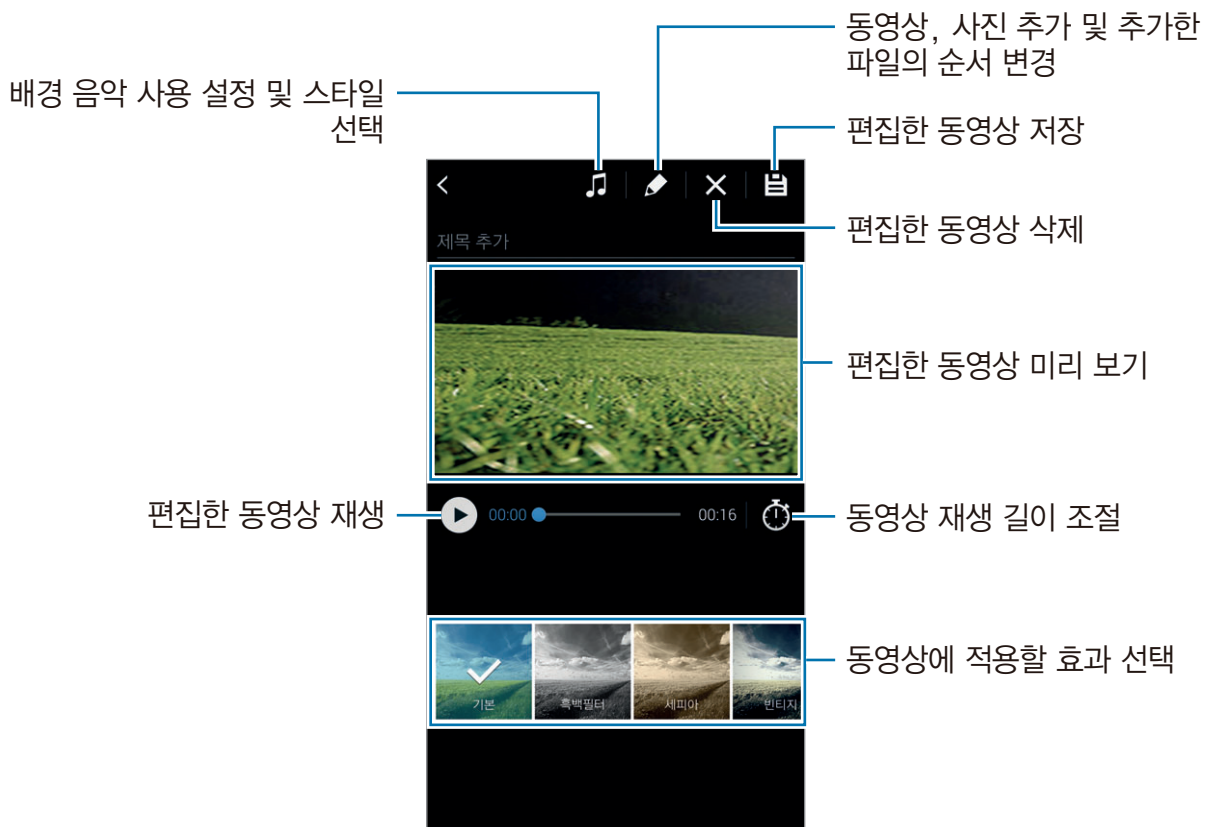 동영상, 사진 추가 및 추가한
파일의 순서 변경
배경 음악 사용 설정 및 스타일
선택
편집한 동영상 저장
편집한 동영상 삭제
제목 추가
편집한 동영상 미리 보기
편집한 동영상 재생
00:00
00:16
동영상 재생 길이 조절
동영상에 적용할 효과 선택
기본
흑백필터
세피아
빈티지